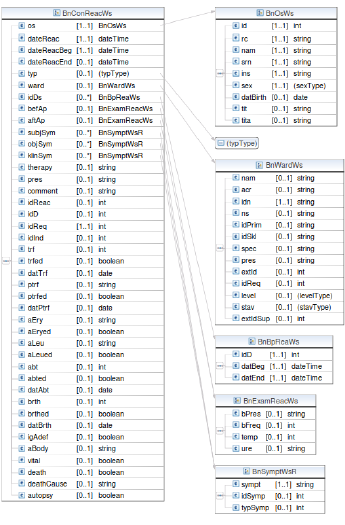 BnConReacWs
os [1..1] BnOsWs
dateReac [1..1] dateTime
dateReacBeg [1..1] dateTime
dateReacEnd [1..1] dateTime
typ [0..1] (typType)
ward [0..1] BnWardWs
idDs [0..*] BnBpReaWs
befAp [0..1] BnExamReacWs
aftAp [0..1] BnExamReacWs
subjSym [0..*] BnSymptWsR
objSym [0..*] BnSymptWsR
klinSym [0..*] BnSymptWsR
therapy [0..1] string
pres [0..1] string
comment [0..1] string
idReac [0..1] int
idD [0..1] int
idReq [1..1] int
idInd [0..1] int
trf [0..1] int
trfed [0..1] boolean
datTrf [0..1] date
ptrf [0..1] string
ptrfed [0..1] boolean
datPtrf [0..1] date
aEry [0..1] string
aEryed [0..1] boolean
aLeu [0..1] string
aLeued [0..1] boolean
abt [0..1] int
abted [0..1] boolean
datAbt [0..1] date
brth [0..1] int
brthed [0..1] boolean
datBrth [0..1] date
igAdef [0..1] boolean
aBody [0..1] string
vital [0..1] boolean
death [0..1] boolean
deathCause [0..1] string
autopsy [0..1] boolean
BnOsWs
id [0..1] int
rc [1..1] string
nam [1..1] string
srn [1..1] string
ins [1..1] string
sex [1..1] (sexType)
datBirth [0..1] date
tit [0..1] string
tita [0..1] string
(typType)
BnWardWs
nam [0..1] string
acr [0..1] string
idn [1..1] string
ns [0..1] string
idPrim [0..1] string
idSkl [0..1] string
spec [0..1] string
pres [0..1] string
extId [0..1] int
idReq [0..1] int
level [0..1] (levelType)
stav [0..1] (stavType)
extIdSup [0..1] int
BnBpReaWs
idD [1..1] int
datBeg [1..1] dateTime
datEnd [1..1] dateTime
BnExamReacWs
bPres [0..1] string
bFreq [0..1] int
temp [0..1] int
ure [0..1] string
BnSymptWsR
sympt [1..1] string
idSymp [0..1] int
typSymp [0..1] int